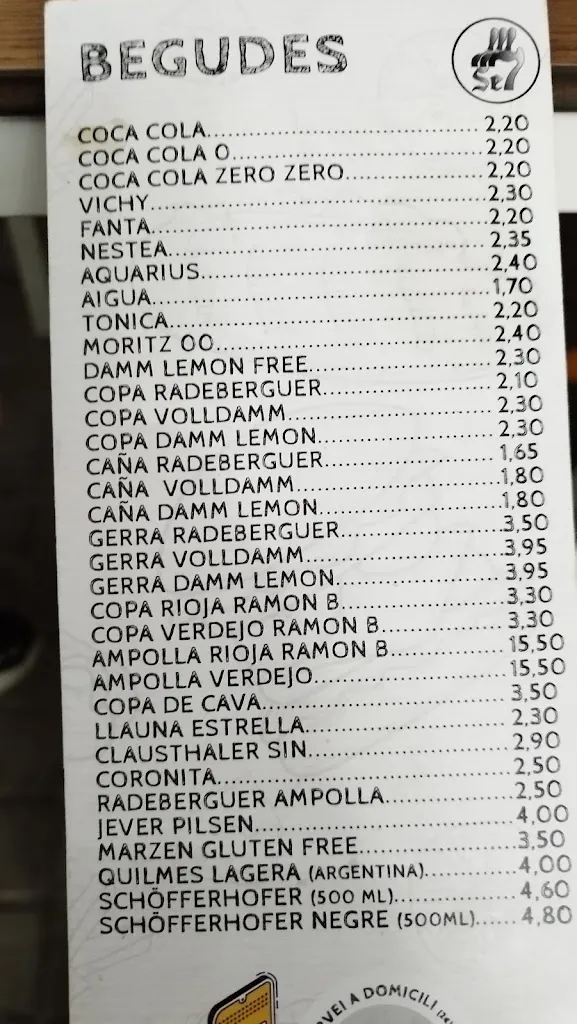 BEGUDES
Se7
COCA COLA....................................2,20
COCA COLA 0..................................2,20
COCA COLA ZERO ZERO..................2,20
VICHY...............................................2,30
FANTA..............................................2,20
NESTEA............................................2,35
AQUARIUS........................................2,40
AIGUA..............................................1,70
TONICA............................................2,20
MORITZ 00.......................................2,40
DAMM LEMON FREE.........................2,30
COPA RADEBERGUER.......................2,10
COPA VOLLDAMM............................2,30
COPA DAMM LEMON.......................2,30
CAÑA RADEBERGUER.......................1,65
CAÑA VOLLDAMM...........................1,80
CAÑA DAMM LEMON.......................1,80
GERRA RADEBERGUER.....................3,50
GERRA VOLLDAMM..........................3,95
GERRA DAMM LEMON.....................3,95
COPA RIOJA RAMON B....................3,30
COPA VERDEJO RAMON B...............3,30
AMPOLLA RIOJA RAMON B.............15,50
AMPOLLA VERDEJO.........................15,50
COPA DE CAVA................................3,50
LLAUNA ESTRELLA...........................2,30
CLAUSTHALER SIN..........................2,90
CORONITA......................................2,50
RADEBERGUER AMPOLLA...............2,50
JEVER PILSEN..................................4,00
MARZEN GLUTEN FREE....................3,50
QUILMES LAGERA (ARGENTINA).........4,00
SCHÖFFERHOFER (500 ML)..............4,60
SCHÖFFERHOFER NEGRE (500ML)......4,80
A DOMICILI